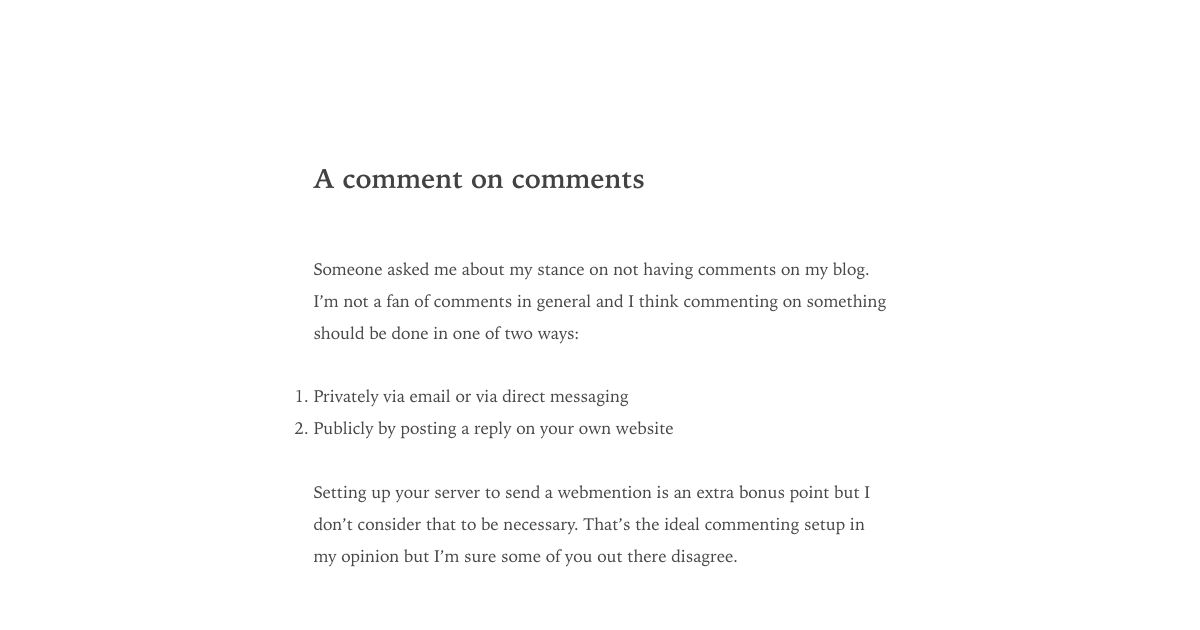 A comment on comments
Someone asked me about my stance on not having comments on my blog.
I’m not a fan of comments in general and I think commenting on something
should be done in one of two ways:
1. Privately via email or via direct messaging
2. Publicly by posting a reply on your own website
Setting up your server to send a webmention is an extra bonus point but I
don’t consider that to be necessary. That’s the ideal commenting setup in
my opinion but I’m sure some of you out there disagree.